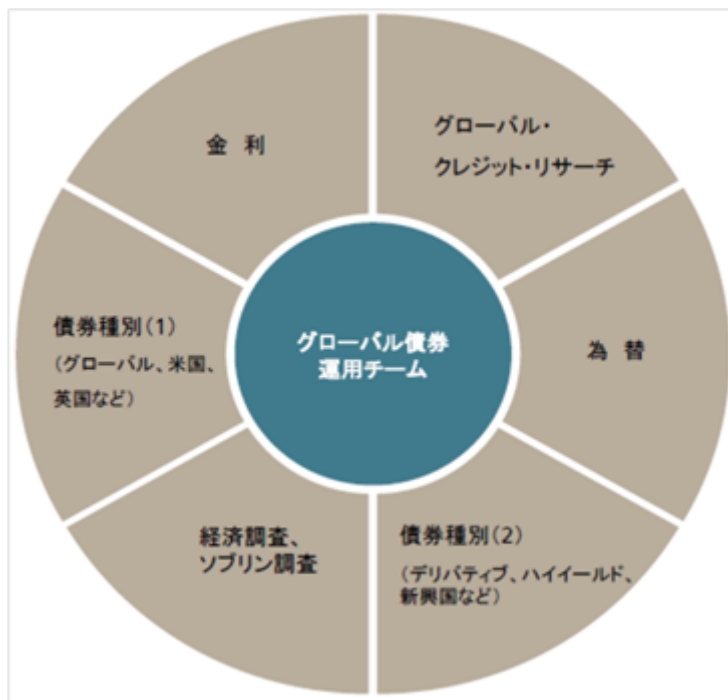 金 利
グローバル・
クレジット・リサーチ
債券種別(1)
(グローバル、米国、
英国など)
グローバル債券
運用チーム
為 替
経済調査、
ソブリン調査
債券種別(2)
(デリバティブ、ハイイールド、
新興国など)